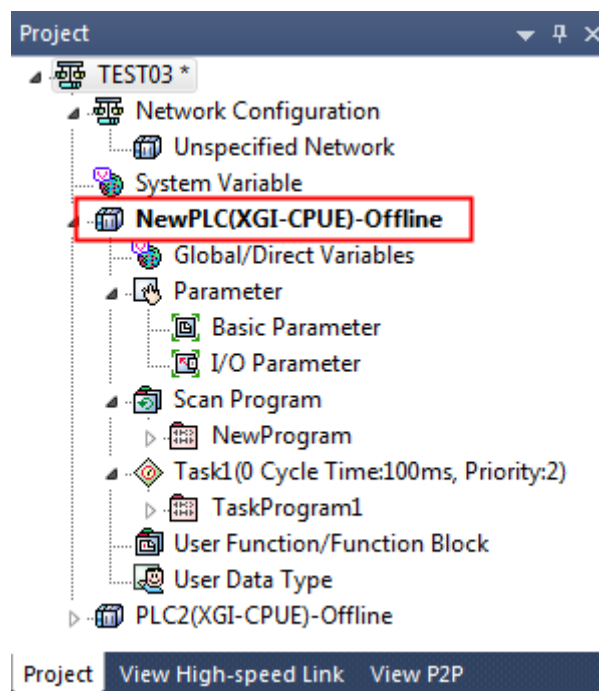 Project
TEST03 *
Network Configuration
Unspecified Network
System Variable
NewPLC(XGI-CPUE)-Offline
Global/Direct Variables
Parameter
Basic Parameter
I/O Parameter
Scan Program
NewProgram
Task1(0 Cycle Time:100ms, Priority:2)
TaskProgram1
User Function/Function Block
User Data Type
PLC2(XGI-CPUE)-Offline
Project View High-speed Link View P2P